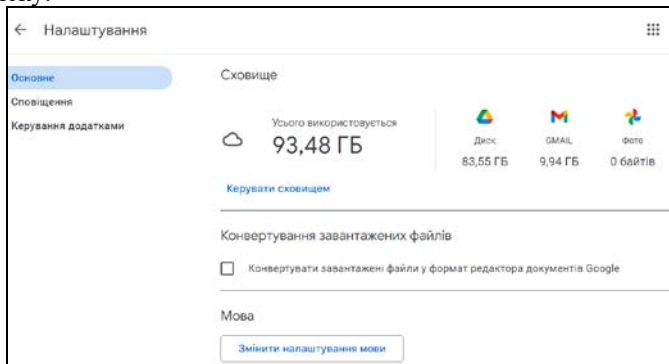 ← Налаштування
Основне
Сповіщення
Керування додатками
Сховище
Усього використовується
93,48 ГБ
Диск
83,55 ГБ
GMAIL
9,94 ГБ
Фото
0 байтів
Керувати сховищем
Конвертування завантажених файлів
Конвертувати завантажені файли у формат редактора документів Google
Мова
Змінити налаштування мови